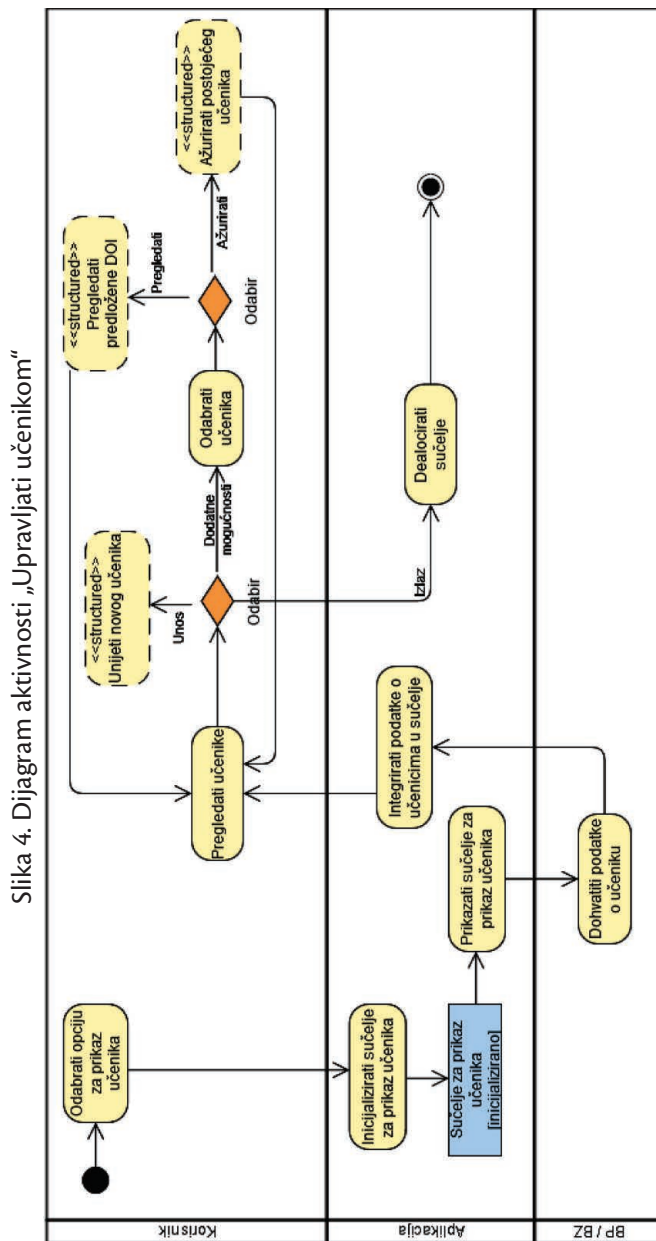 Slika 4. Dijagram aktivnosti „Upravljati učenikom“
Korisnik
Odabrati opciju
za prikaz
učenika
Pregledati učenike
<<structured>>
Unijeti novog učenika
Unos
Odabir
Dodatne
mogućnosti
Odabrati
učenika
<<structured>>
Pregledati
predložene DOI
Pregledati
Odabir
Ažurirati
<<structured>>
Ažurirati postojećeg
učenika
Aplikacija
Inicijalizirati sučelje
za prikaz učenika
Sučelje za prikaz
učenika
[inicijalizirano]
Prikazati sučelje za
prikaz učenika
Integrirati podatke o
učenicima u sučelje
Izlaz
Dealocirati
sučelje
BP / BZ
Dohvatiti podatke
o učeniku